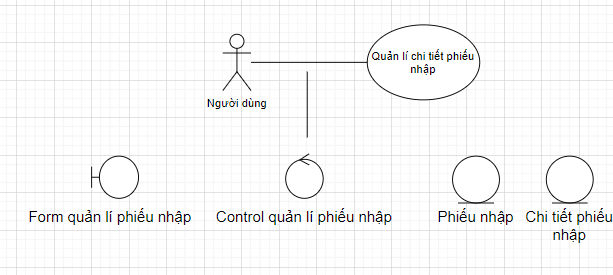 Quản lí chi tiết phiếu
nhập
Người dùng
Form quản lí phiếu nhập
Control quản lí phiếu nhập
Phiếu nhập
Chi tiết phiếu
nhập